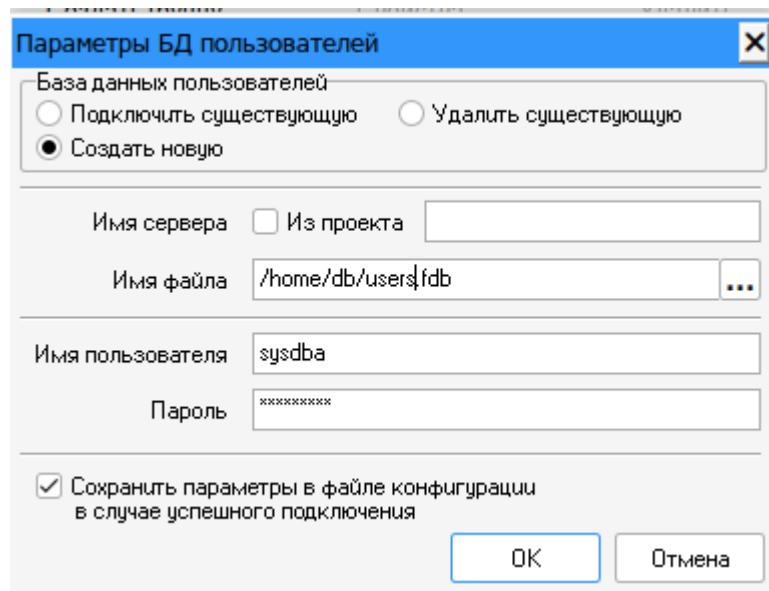 Параметры БД пользователей
База данных пользователей
Подключить существующую
Удалить существующую
Создать новую
Имя сервера
Из проекта
Имя файла
/home/db/users.fdb
...
Имя пользователя
sysdba
Пароль
*********
Сохранить параметры в файле конфигурации
в случае успешного подключения
OK
Отмена